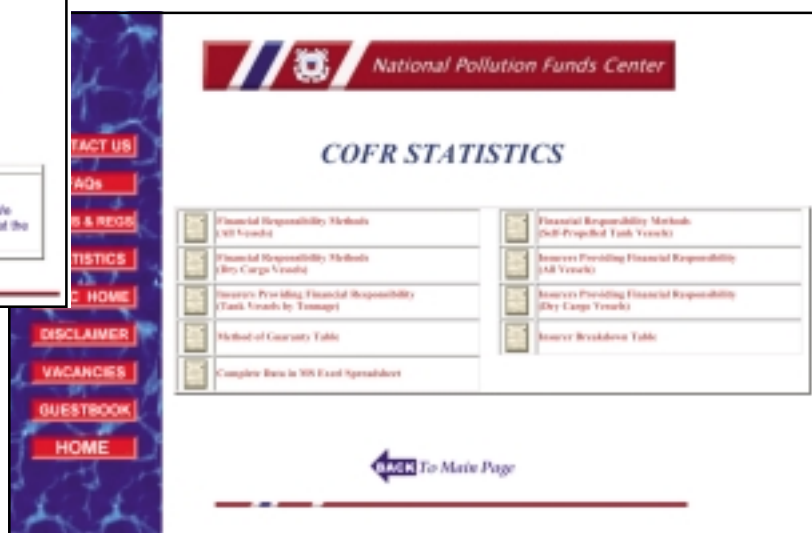 at the
National Pollution Funds Center
COFR STATISTICS
TACT US
FAQs
S & REGS
TISTICS
C HOME
DISCLAIMER
VACANCIES
GUESTBOOK
HOME
Financial Responsibility Methods
(All Vessels)
Financial Responsibility Methods
(Self-Propelled Tank Vessels)
Financial Responsibility Methods
(Dry Cargo Vessels)
Insurers Providing Financial Responsibility
(All Vessels)
Insurers Providing Financial Responsibility
(Tank Vessels by Tonnage)
Insurers Providing Financial Responsibility
(Dry Cargo Vessels)
Method of Guaranty Table
Insurer Breakdown Table
Complete Data in MS Excel Spreadsheet
BACK To Main Page